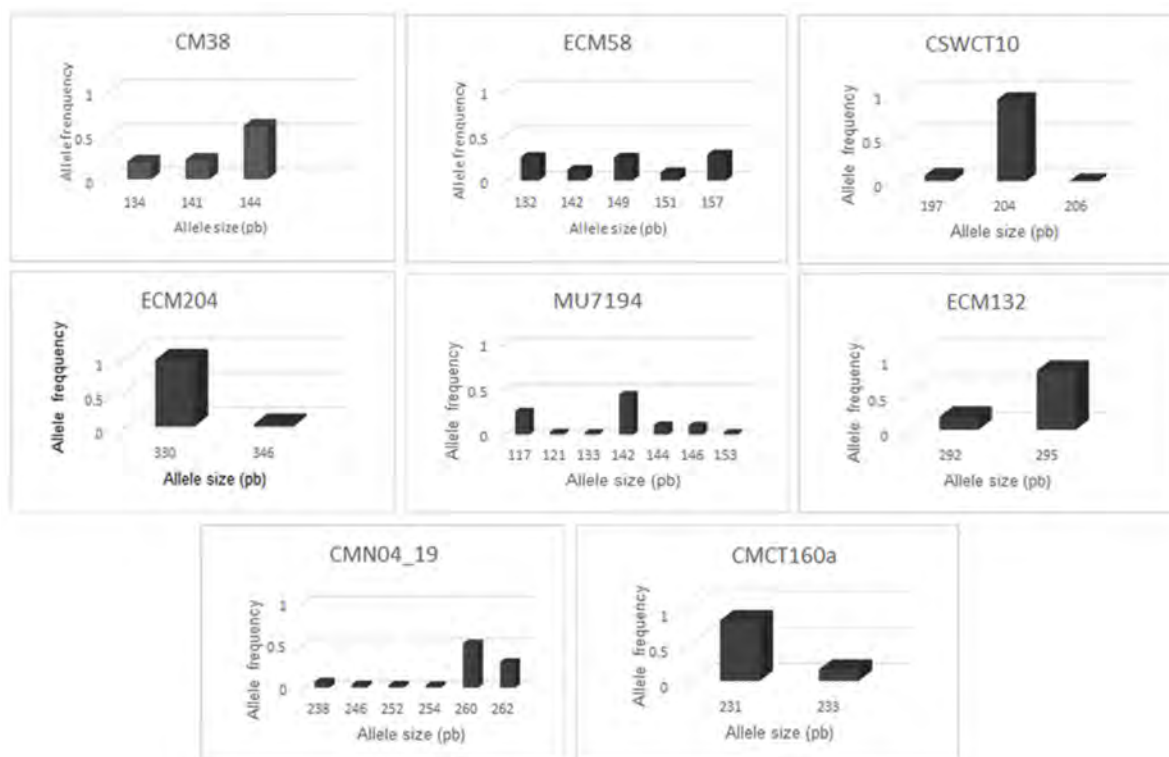 CM38
Allele frenquency
1
0.5
0
134 141 144
Allele size (pb)
ECM58
Allele frenquency
1
0.5
0
132 142 149 151 157
Allele size (pb)
CSWCT10
Allele frequency
1
0.5
0
197 204 206
Allele size (pb)
ECM204
Allele freqquency
1
0.5
0
330 346
Allele size (pb)
MU7194
Allele frequency
1
0.5
0
117 121 133 142 144 146 153
Allele size (pb)
ECM132
Allele frequency
1
0.5
0
292 295
Allele size (pb)
CMN04_19
Allele frequency
1
0.5
0
238 246 252 254 260 262
Allele size (pb)
CMCT160a
Allele frequency
1
0.5
0
231 233
Allele size (pb)